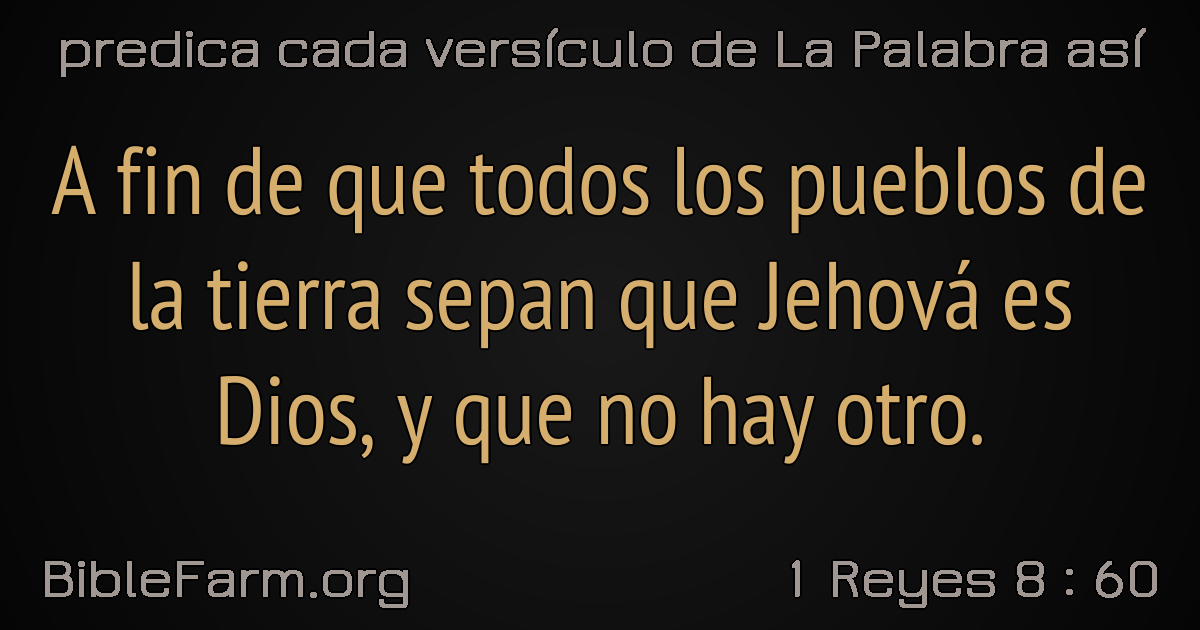 predica cada versículo de La Palabra así
A fin de que todos los pueblos de
la tierra sepan que Jehová es
Dios, y que no hay otro.
BibleFarm.org
1 Reyes 8 : 60